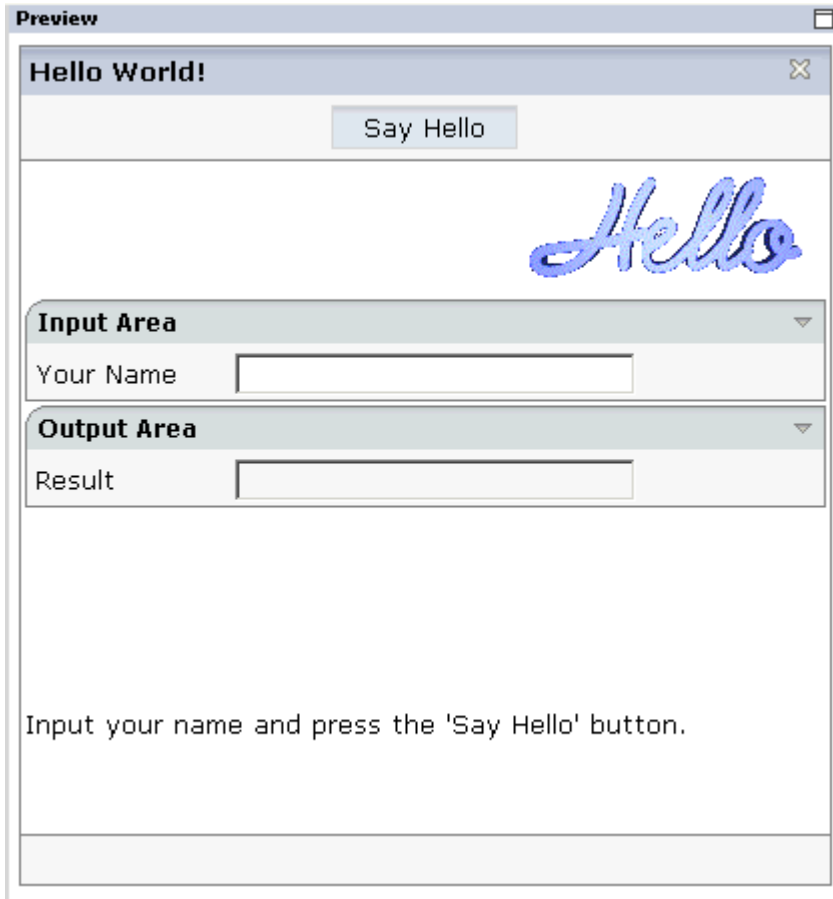 Preview
Hello World!
Say Hello
Hello
Input Area
Your Name
Output Area
Result
Input your name and press the 'Say Hello' button.